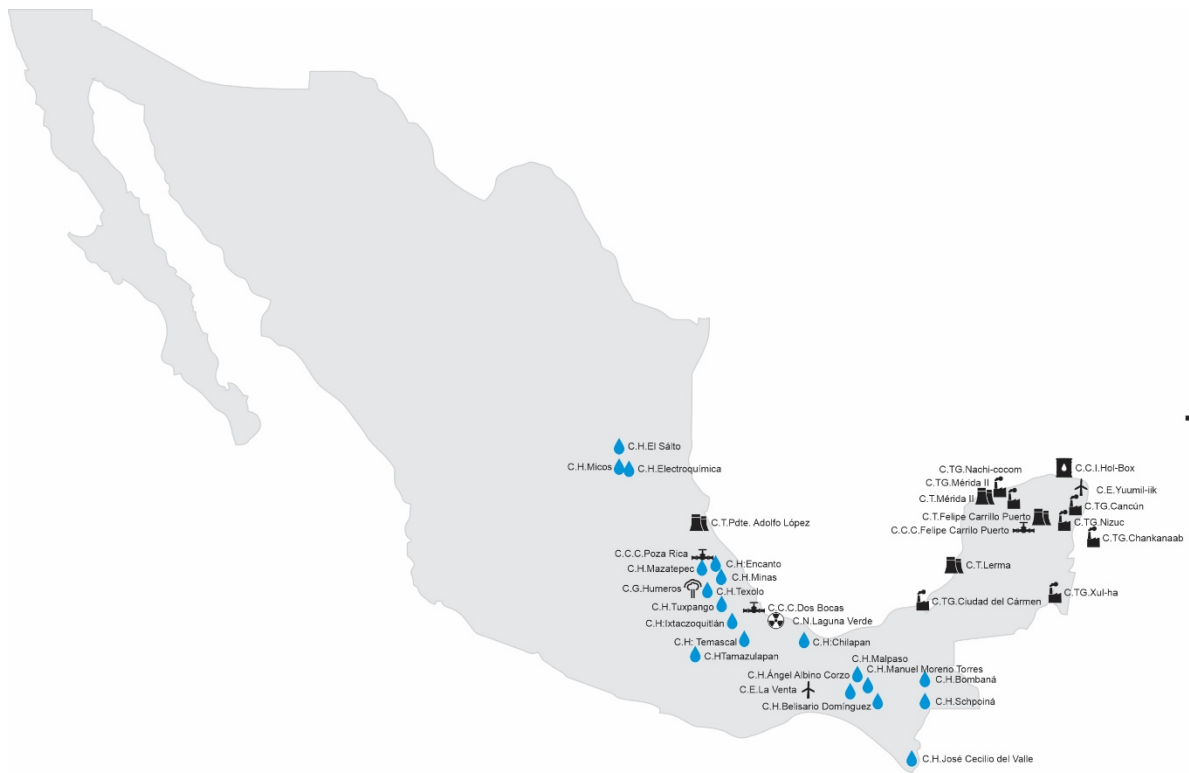 C.H.El Sálto
C.H.Micos
C.H.Electroquímica
C.TG.Nachi-cocom
C.C.I.Hol-Box
C.TG.Mérida II
C.E.Yuumil-iik
C.T.Mérida II
C.TG.Cancún
C.T.Felipe Carrillo Puerto
C.TG.Nizuc
C.T.Pdte. Adolfo López
C.C.C.Felipe Carrilo Puerto
C.TG.Chankanaab
C.C.C.Poza Rica
C.H:Encanto
C.H.Mazatepec
C.T.Lerma
C.H.Minas
C.G.Humeros
C.H.Texolo
C.TG.Xul-ha
C.TG.Ciudad del Cármen
C.H.Tuxpango
C.C.C.Dos Bocas
C.H:Ixtaczoquitlán
C.N.Laguna Verde
C.H: Temascal
C.H:Chilapan
C.HTamazulapan
C.H.Malpaso
C.H.Manuel Moreno Torres
C.H.Ángel Albino Corzo
C.H.Bombaná
C.E.La Venta
C.H.Belisario Domínguez
C.H.Schpoiná
C.H.José Cecilio del Valle